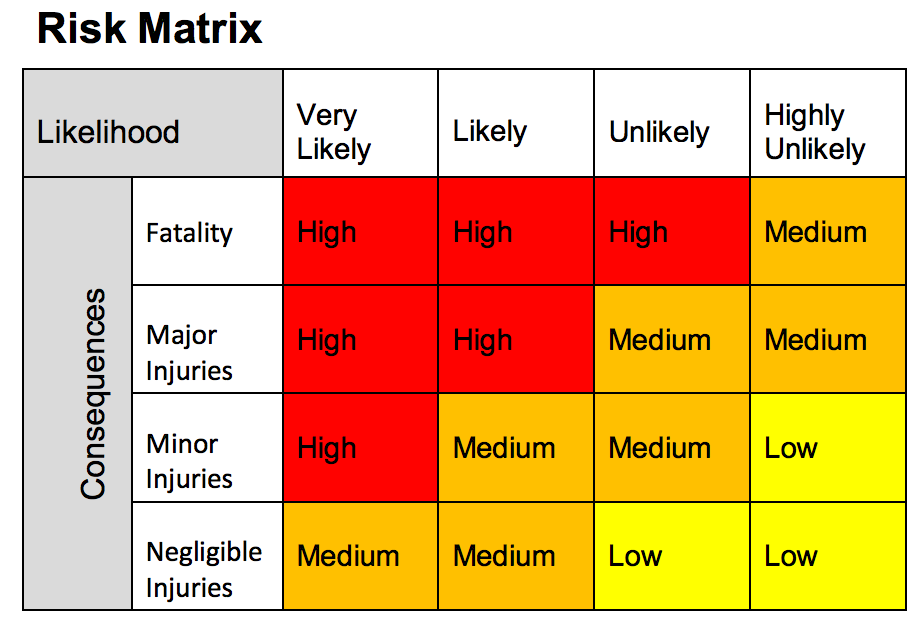 Risk Matrix
Likelihood
Very
Likely
Likely
Unlikely
Highly
Unlikely
Consequences
Fatality
High
High
High
Medium
Major
Injuries
High
High
Medium
Medium
Minor
Injuries
High
Medium
Medium
Low
Negligible
Injuries
Medium
Medium
Low
Low